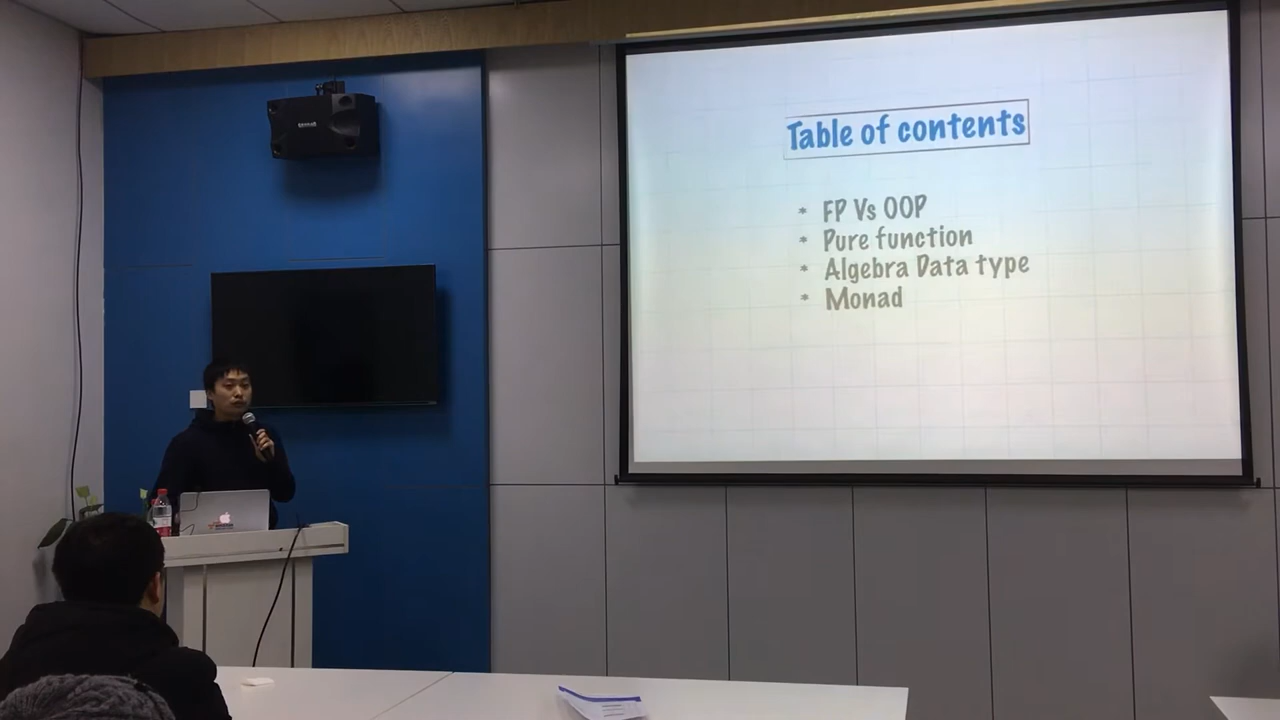 Table of contents
* FP Vs OOP
* Pure function
* Algebra Data type
* Monad